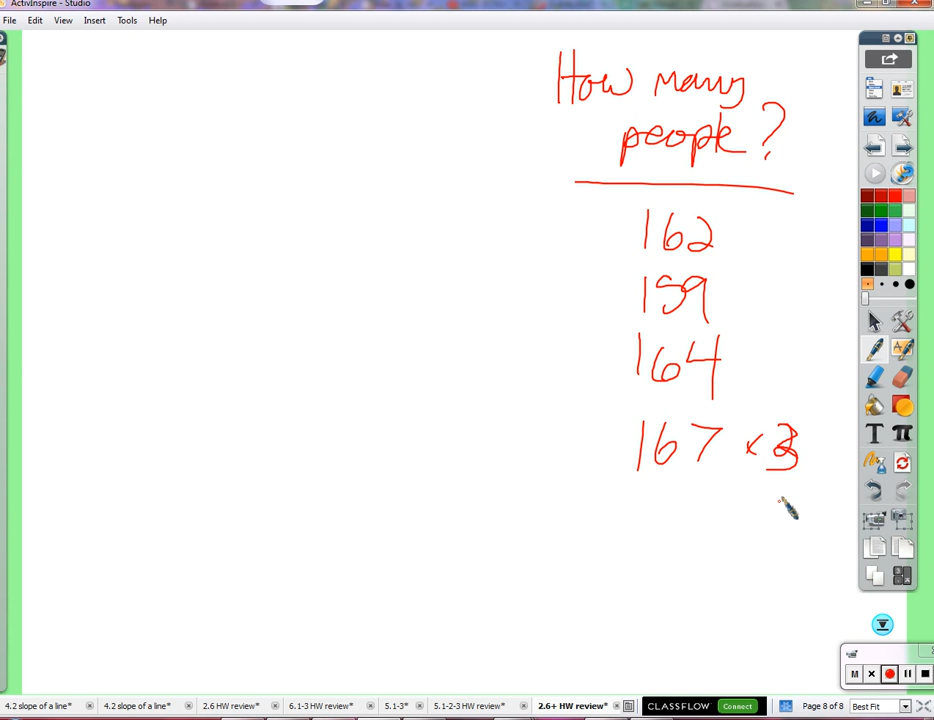 ActivInspire - Studio
File Edit View Insert Tools Help
How many
people?
162
159
164
167 × 3
T π
M
4.2 slope of a line* 4.2 slope of a line* 2.6 HW review* 6.1-3 HW review* 5.1-3* 5.1-2-3 HW review* 2.6+ HW review* CLASSFLOW Connect Page 8 of 8 Best Fit